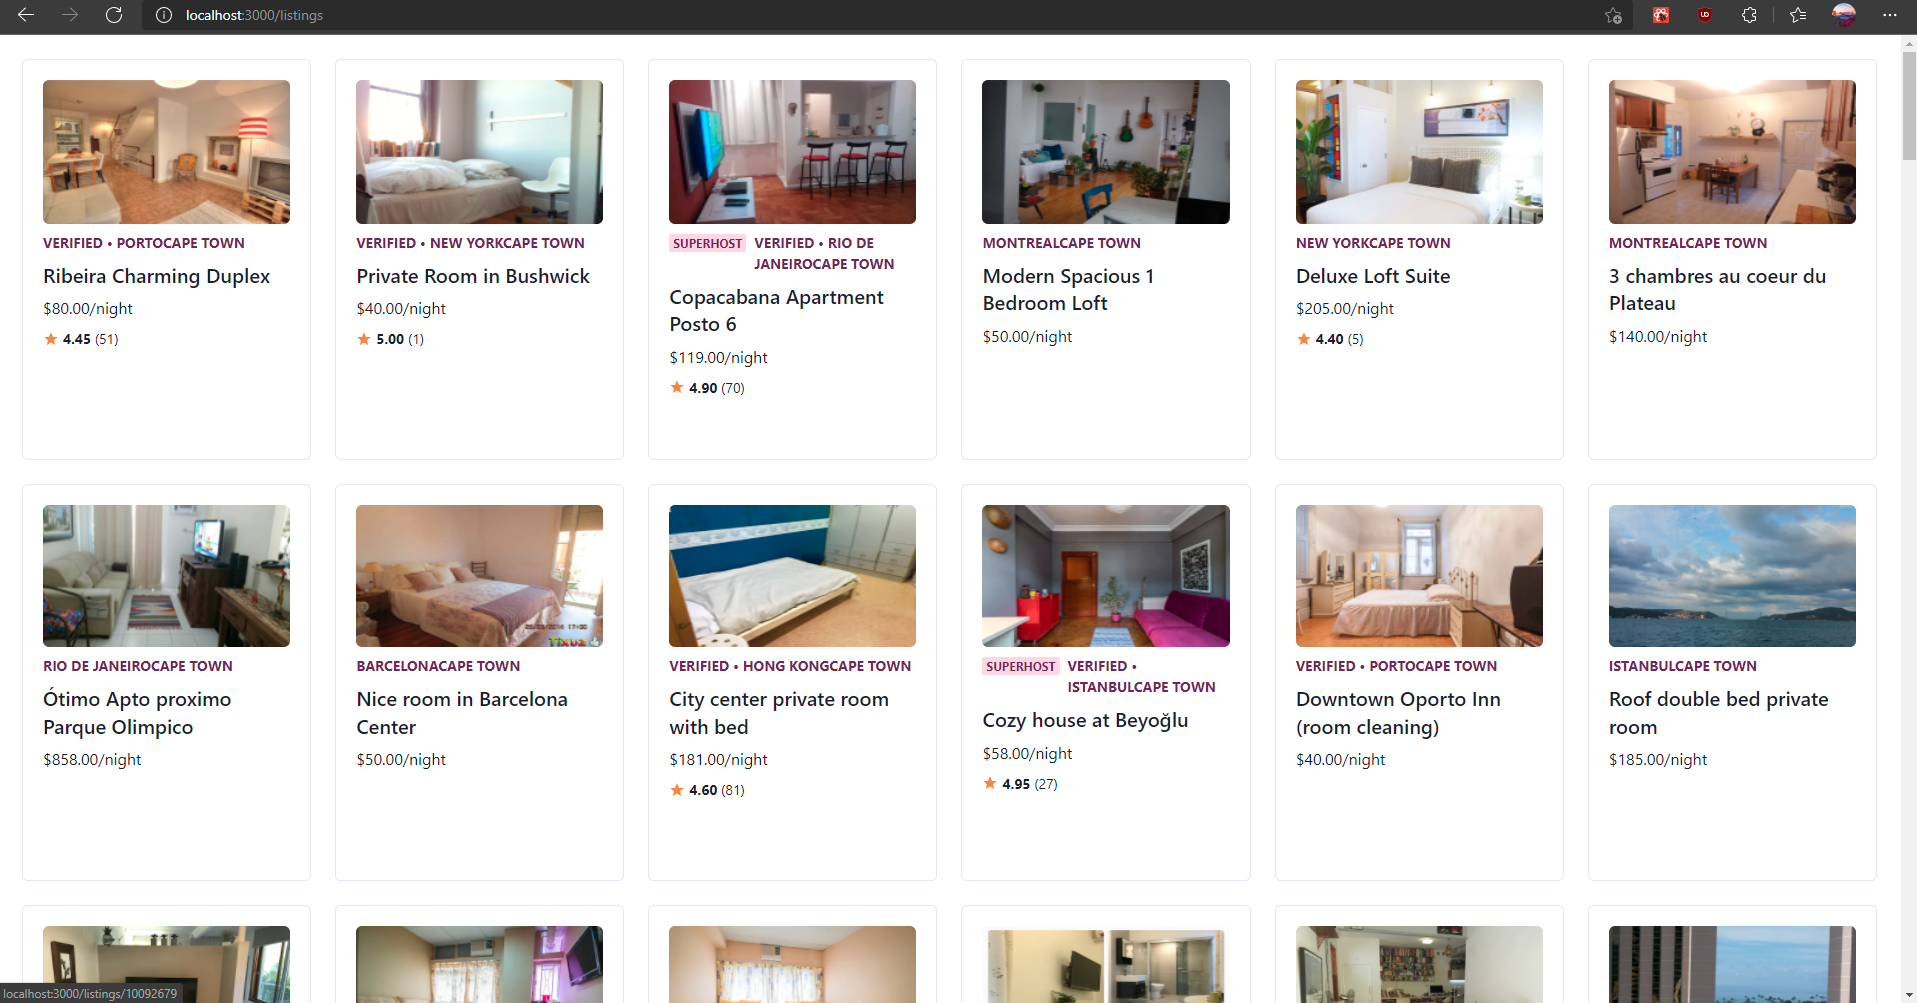 localhost:3000/listings
VERIFIED • PORTOCAPE TOWN
Ribeira Charming Duplex
$80.00/night
★ 4.45 (51)
VERIFIED • NEW YORKCAPE TOWN
Private Room in Bushwick
$40.00/night
★ 5.00 (1)
SUPERHOST VERIFIED • RIO DE
JANEIROCAPE TOWN
Copacabana Apartment
Posto 6
$119.00/night
★ 4.90 (70)
MONTREALCAPE TOWN
Modern Spacious 1
Bedroom Loft
$50.00/night
NEW YORKCAPE TOWN
Deluxe Loft Suite
$205.00/night
★ 4.40 (5)
MONTREALCAPE TOWN
3 chambres au coeur du
Plateau
$140.00/night
RIO DE JANEIROCAPE TOWN
Ótimo Apto proximo
Parque Olimpico
$858.00/night
BARCELONACAPE TOWN
Nice room in Barcelona
Center
$50.00/night
VERIFIED • HONG KONGCAPE TOWN
City center private room
with bed
$181.00/night
★ 4.60 (81)
SUPERHOST VERIFIED •
ISTANBULCAPE TOWN
Cozy house at Beyoğlu
$58.00/night
★ 4.95 (27)
VERIFIED • PORTOCAPE TOWN
Downtown Oporto Inn
(room cleaning)
$40.00/night
ISTANBULCAPE TOWN
Roof double bed private
room
$185.00/night
localhost:3000/listings/10092679